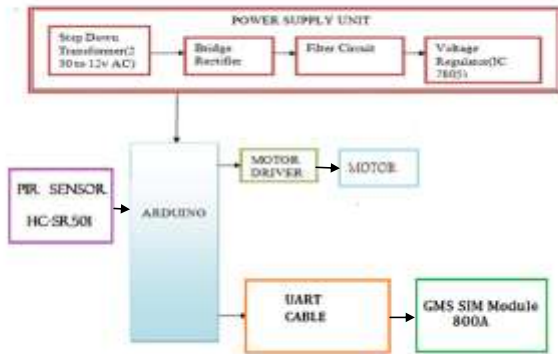 POWER SUPPLY UNIT
Step Down
Transformer(2
30 to 12v AC)
Bridge
Rectifier
Filter Circuit
Voltage
Regulator(IC
7805)
MOTOR
DRIVER
MOTOR
PIR SENSOR
HC-SR501
ARDUINO
UART
CABLE
GMS SIM Module
800A